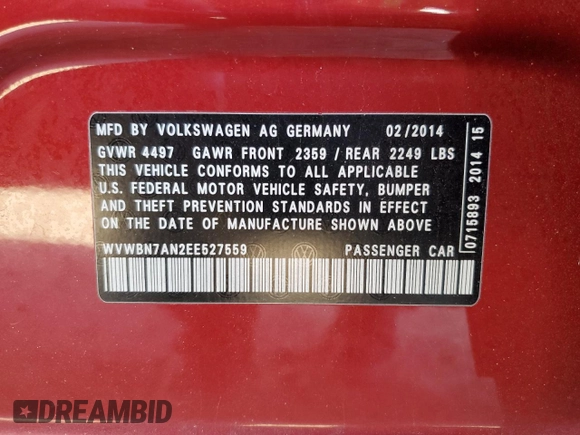 MFD BY VOLKSWAGEN AG GERMANY 02/2014
GVWR 4497 GAWR FRONT 2359 / REAR 2249 LBS
THIS VEHICLE CONFORMS TO ALL APPLICABLE
U.S. FEDERAL MOTOR VEHICLE SAFETY, BUMPER
AND THEFT PREVENTION STANDARDS IN EFFECT
ON THE DATE OF MANUFACTURE SHOWN ABOVE
WVWBN7AN2EE527559 PASSENGER CAR
0715893 2014 15
DREAMBID